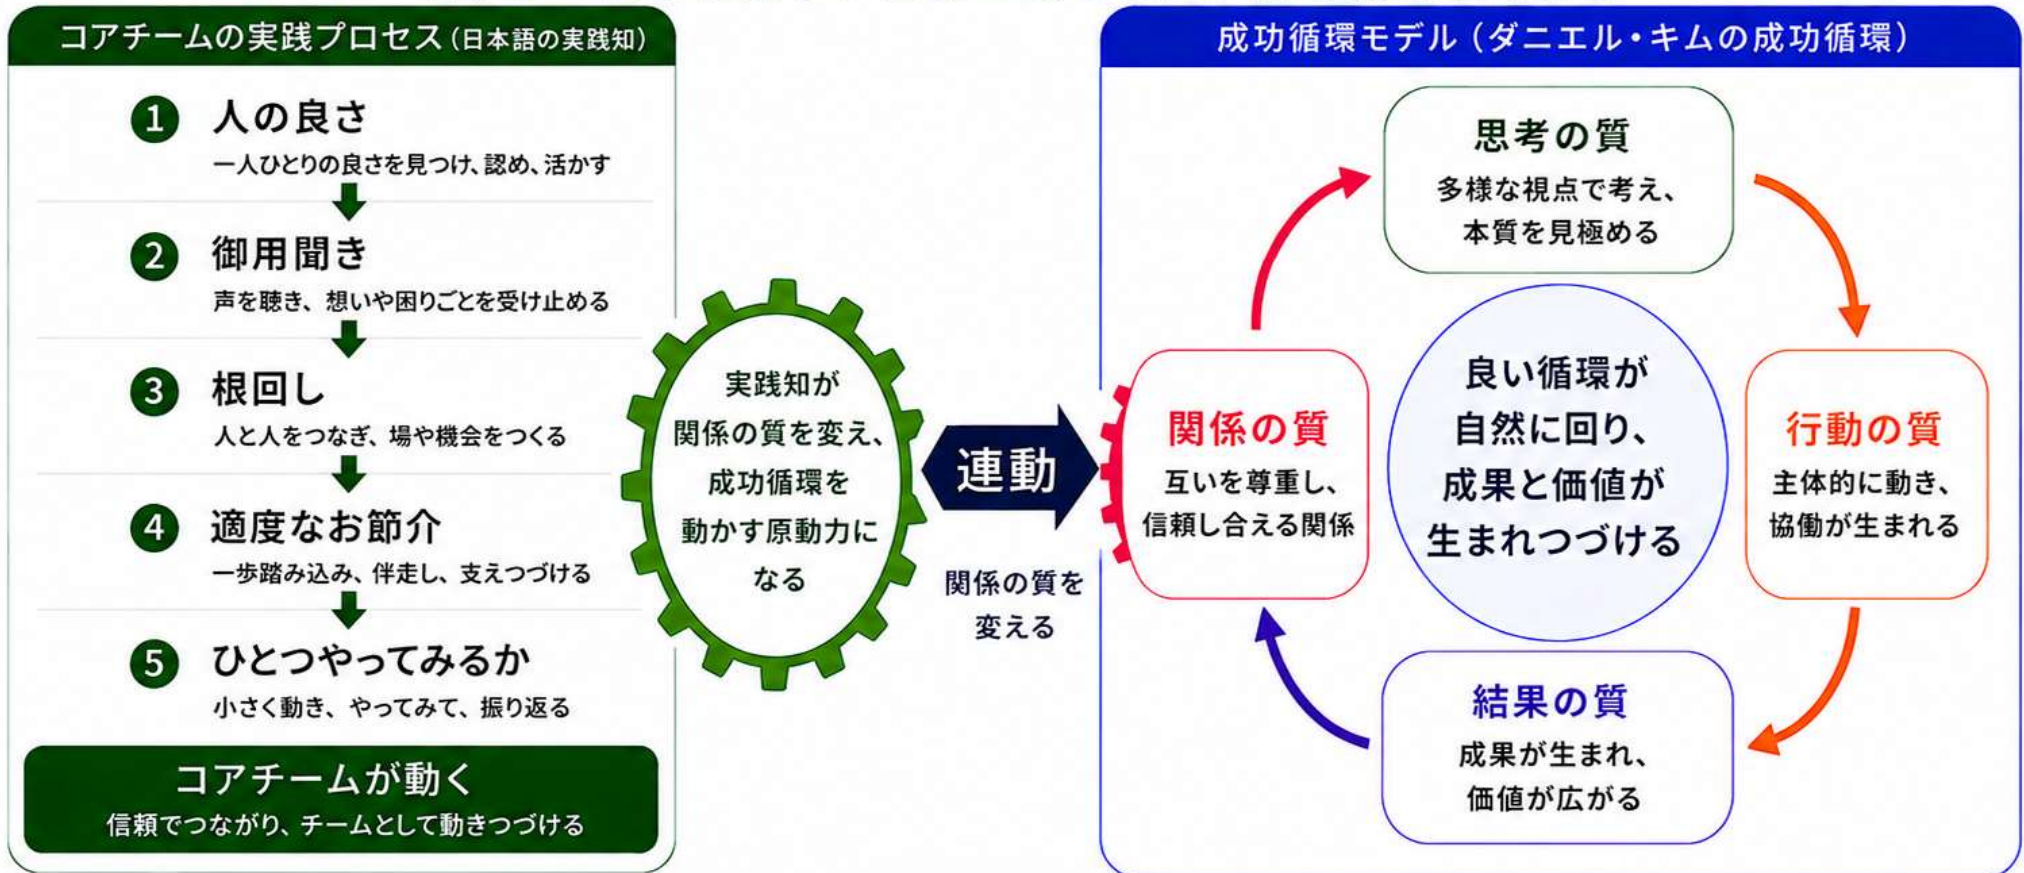 コアチームの実践プロセス(日本語の実践知)
1 人の良さ
一人ひとりの良さを見つけ、認め、活かす
2 御用聞き
声を聴き、想いや困りごとを受け止める
3 根回し
人と人をつなぎ、場や機会をつくる
4 適度なお節介
一歩踏み込み、伴走し、支えつづける
5 ひとつやってみるか
小さく動き、やってみて、振り返る
コアチームが動く
信頼でつながり、チームとして動きつづける
実践知が
関係の質を変え、
成功循環を
動かす原動力に
なる
連動
関係の質を
変える
成功循環モデル(ダニエル・キムの成功循環)
思考の質
多様な視点で考え、
本質を見極める
関係の質
互いを尊重し、
信頼し合える関係
良い循環が
自然に回り、
成果と価値が
生まれつづける
行動の質
主体的に動き、
協働が生まれる
結果の質
成果が生まれ、
価値が広がる